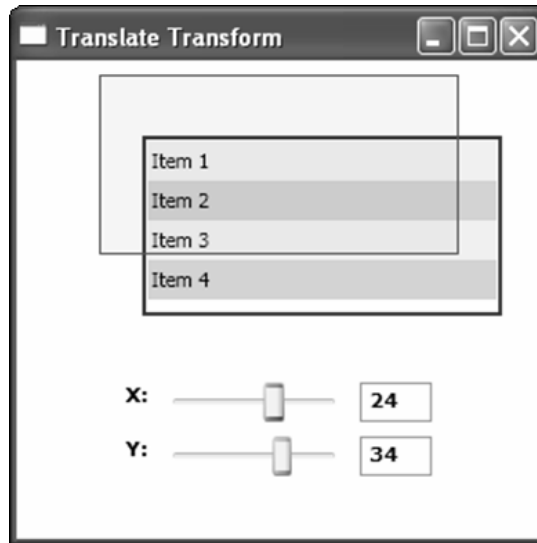 Translate Transform
Item 1
Item 2
Item 3
Item 4
X: 24
Y: 34